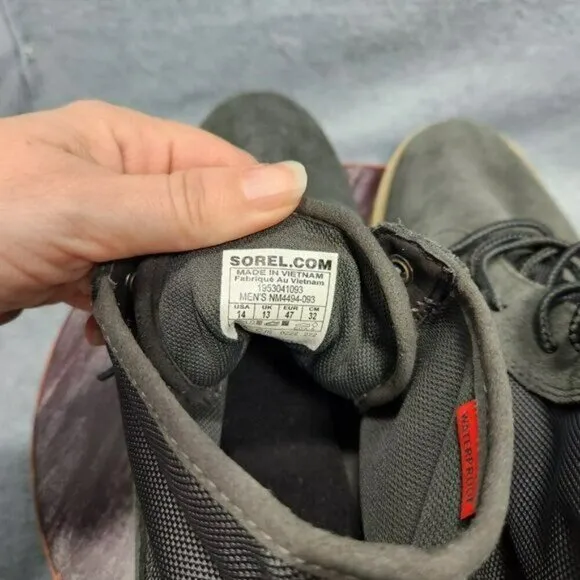 SOREL.COM
MADE IN VIETNAM
Fabriqué Au Vietnam
1953041093
MEN'S NM4494-093
USA UK EUR CM
14 13 47 32
WATERPROOF